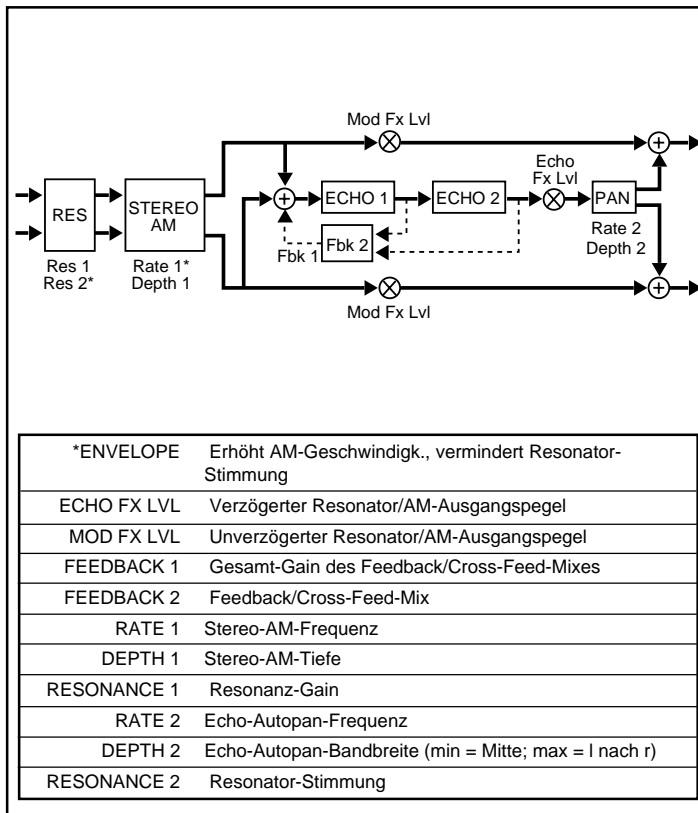 Mod Fx Lvl
Echo
Fx Lvl
RES
STEREO
AM
+
ECHO 1
ECHO 2
PAN
+
Fbk 1
Fbk 2
Rate 2
Depth 2
Res 1
Res 2*
Rate 1*
Depth 1
+
Mod Fx Lvl
*ENVELOPE Erhöht AM-Geschwindigk., vermindert Resonator-
Stimmung
ECHO FX LVL Verzögerter Resonator/AM-Ausgangspegel
MOD FX LVL Unverzögerter Resonator/AM-Ausgangspegel
FEEDBACK 1 Gesamt-Gain des Feedback/Cross-Feed-Mixes
FEEDBACK 2 Feedback/Cross-Feed-Mix
RATE 1 Stereo-AM-Frequenz
DEPTH 1 Stereo-AM-Tiefe
RESONANCE 1 Resonanz-Gain
RATE 2 Echo-Autopan-Frequenz
DEPTH 2 Echo-Autopan-Bandbreite (min = Mitte; max = l nach r)
RESONANCE 2 Resonator-Stimmung